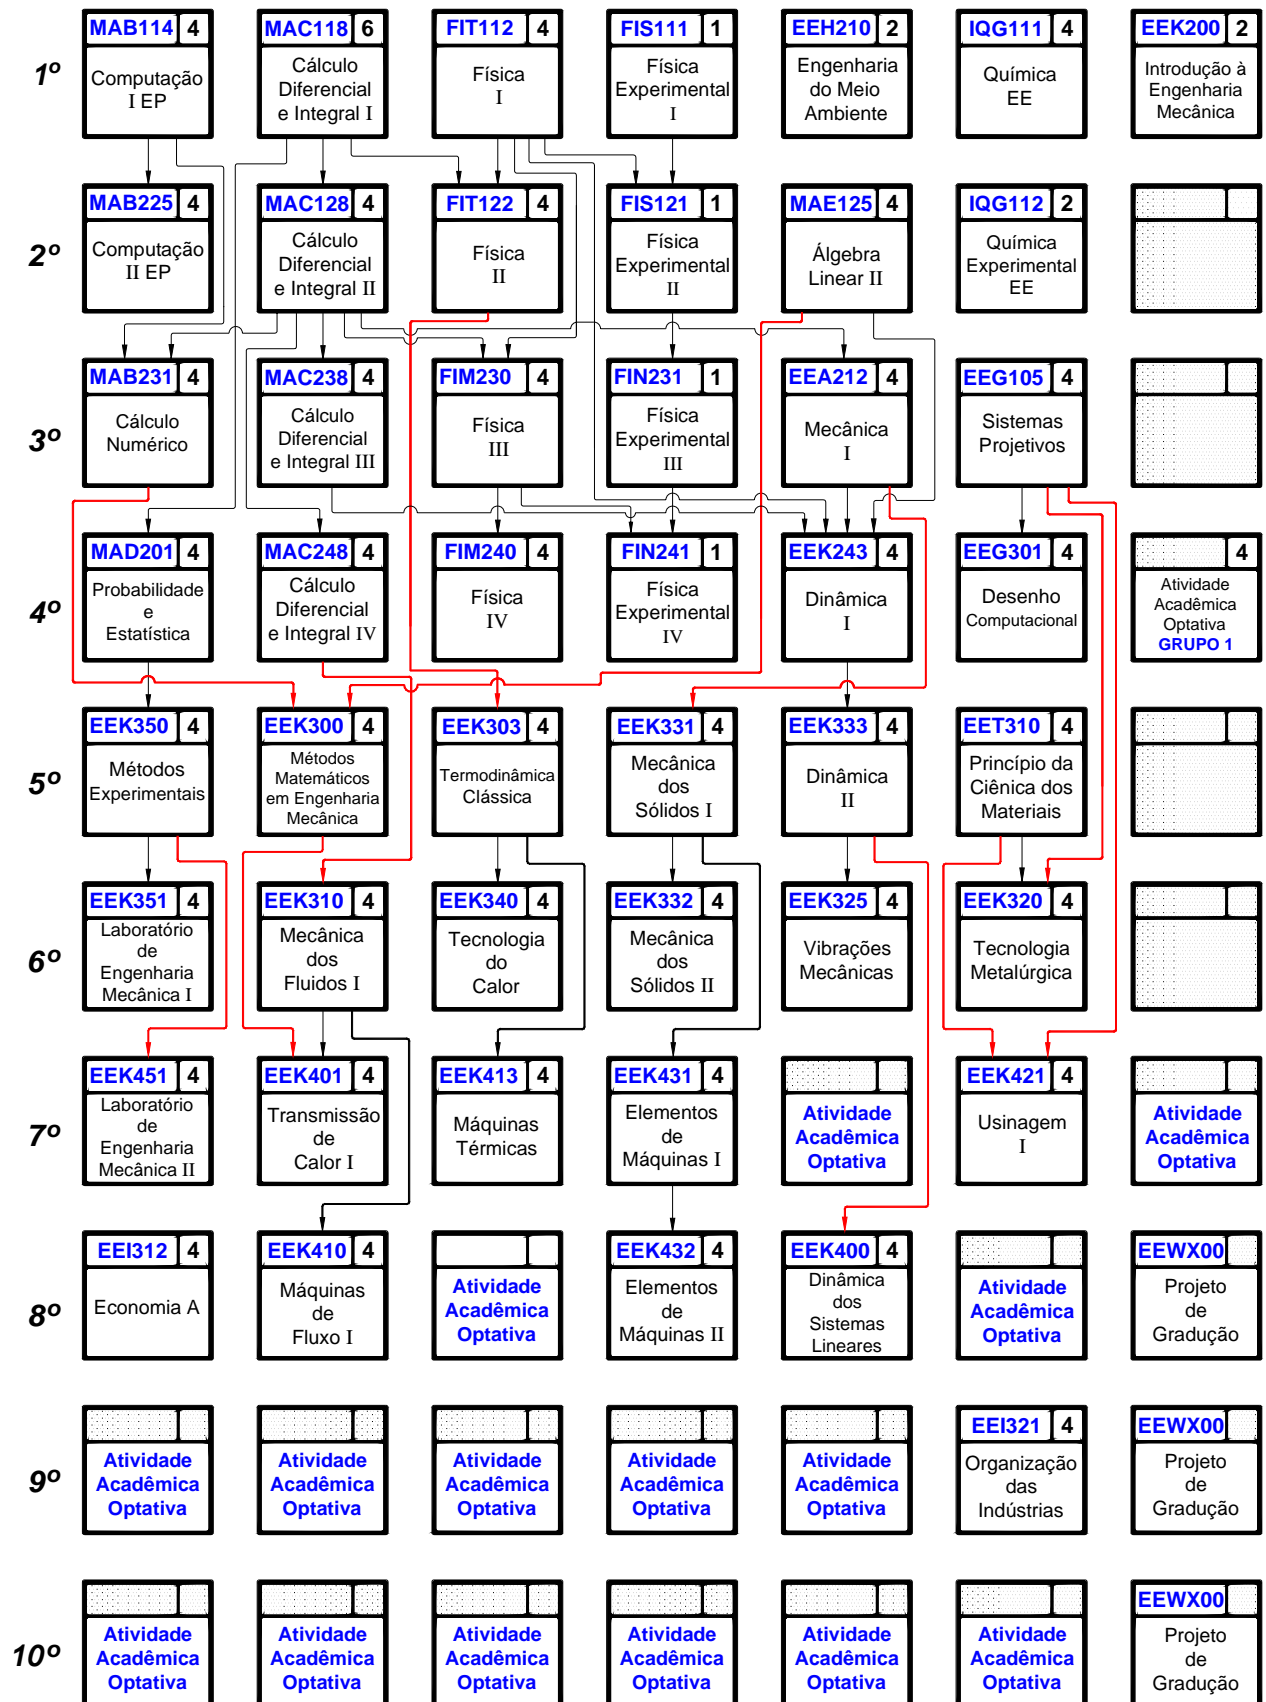 1º
MAB114 4
Computação
I EP
MAC118 6
Cálculo
Diferencial
e Integral I
FIT112 4
Física
I
FIS111 1
Física
Experimental
I
EEH210 2
Engenharia
do Meio
Ambiente
IQG111 4
Química
EE
EEK200 2
Introdução à
Engenharia
Mecânica
2º
MAB225 4
Computação
II EP
MAC128 4
Cálculo
Diferencial
e Integral II
FIT122 4
Física
II
FIS121 1
Física
Experimental
II
MAE125 4
Álgebra
Linear II
IQG112 2
Química
Experimental
EE
3º
MAB231 4
Cálculo
Numérico
MAC238 4
Cálculo
Diferencial
e Integral III
FIM230 4
Física
III
FIN231 1
Física
Experimental
III
EEA212 4
Mecânica
I
EEG105 4
Sistemas
Projetivos
4º
MAD201 4
Probabilidade
e
Estatística
MAC248 4
Cálculo
Diferencial
e Integral IV
FIM240 4
Física
IV
FIN241 1
Física
Experimental
IV
EEK243 4
Dinâmica
I
EEG301 4
Desenho
Computacional
4
Atividade
Acadêmica
Optativa
GRUPO 1
5º
EEK350 4
Métodos
Experimentais
EEK300 4
Métodos
Matemáticos
em Engenharia
Mecânica
EEK303 4
Termodinâmica
Clássica
EEK331 4
Mecânica
dos
Sólidos I
EEK333 4
Dinâmica
II
EET310 4
Princípio da
Ciênica dos
Materiais
6º
EEK351 4
Laboratório
de
Engenharia
Mecânica I
EEK310 4
Mecânica
dos
Fluidos I
EEK340 4
Tecnologia
do
Calor
EEK332 4
Mecânica
dos
Sólidos II
EEK325 4
Vibrações
Mecânicas
EEK320 4
Tecnologia
Metalúrgica
7º
EEK451 4
Laboratório
de
Engenharia
Mecânica II
EEK401 4
Transmissão
de
Calor I
EEK413 4
Máquinas
Térmicas
EEK431 4
Elementos
de
Máquinas I
Atividade
Acadêmica
Optativa
EEK421 4
Usinagem
I
Atividade
Acadêmica
Optativa
8º
EEI312 4
Economia A
EEK410 4
Máquinas
de
Fluxo I
Atividade
Acadêmica
Optativa
EEK432 4
Elementos
de
Máquinas II
EEK400 4
Dinâmica
dos
Sistemas
Lineares
Atividade
Acadêmica
Optativa
EEWX00
Projeto
de
Gradução
9º
Atividade
Acadêmica
Optativa
Atividade
Acadêmica
Optativa
Atividade
Acadêmica
Optativa
Atividade
Acadêmica
Optativa
Atividade
Acadêmica
Optativa
EEI321 4
Organização
das
Indústrias
EEWX00
Projeto
de
Gradução
10º
Atividade
Acadêmica
Optativa
Atividade
Acadêmica
Optativa
Atividade
Acadêmica
Optativa
Atividade
Acadêmica
Optativa
Atividade
Acadêmica
Optativa
Atividade
Acadêmica
Optativa
EEWX00
Projeto
de
Gradução